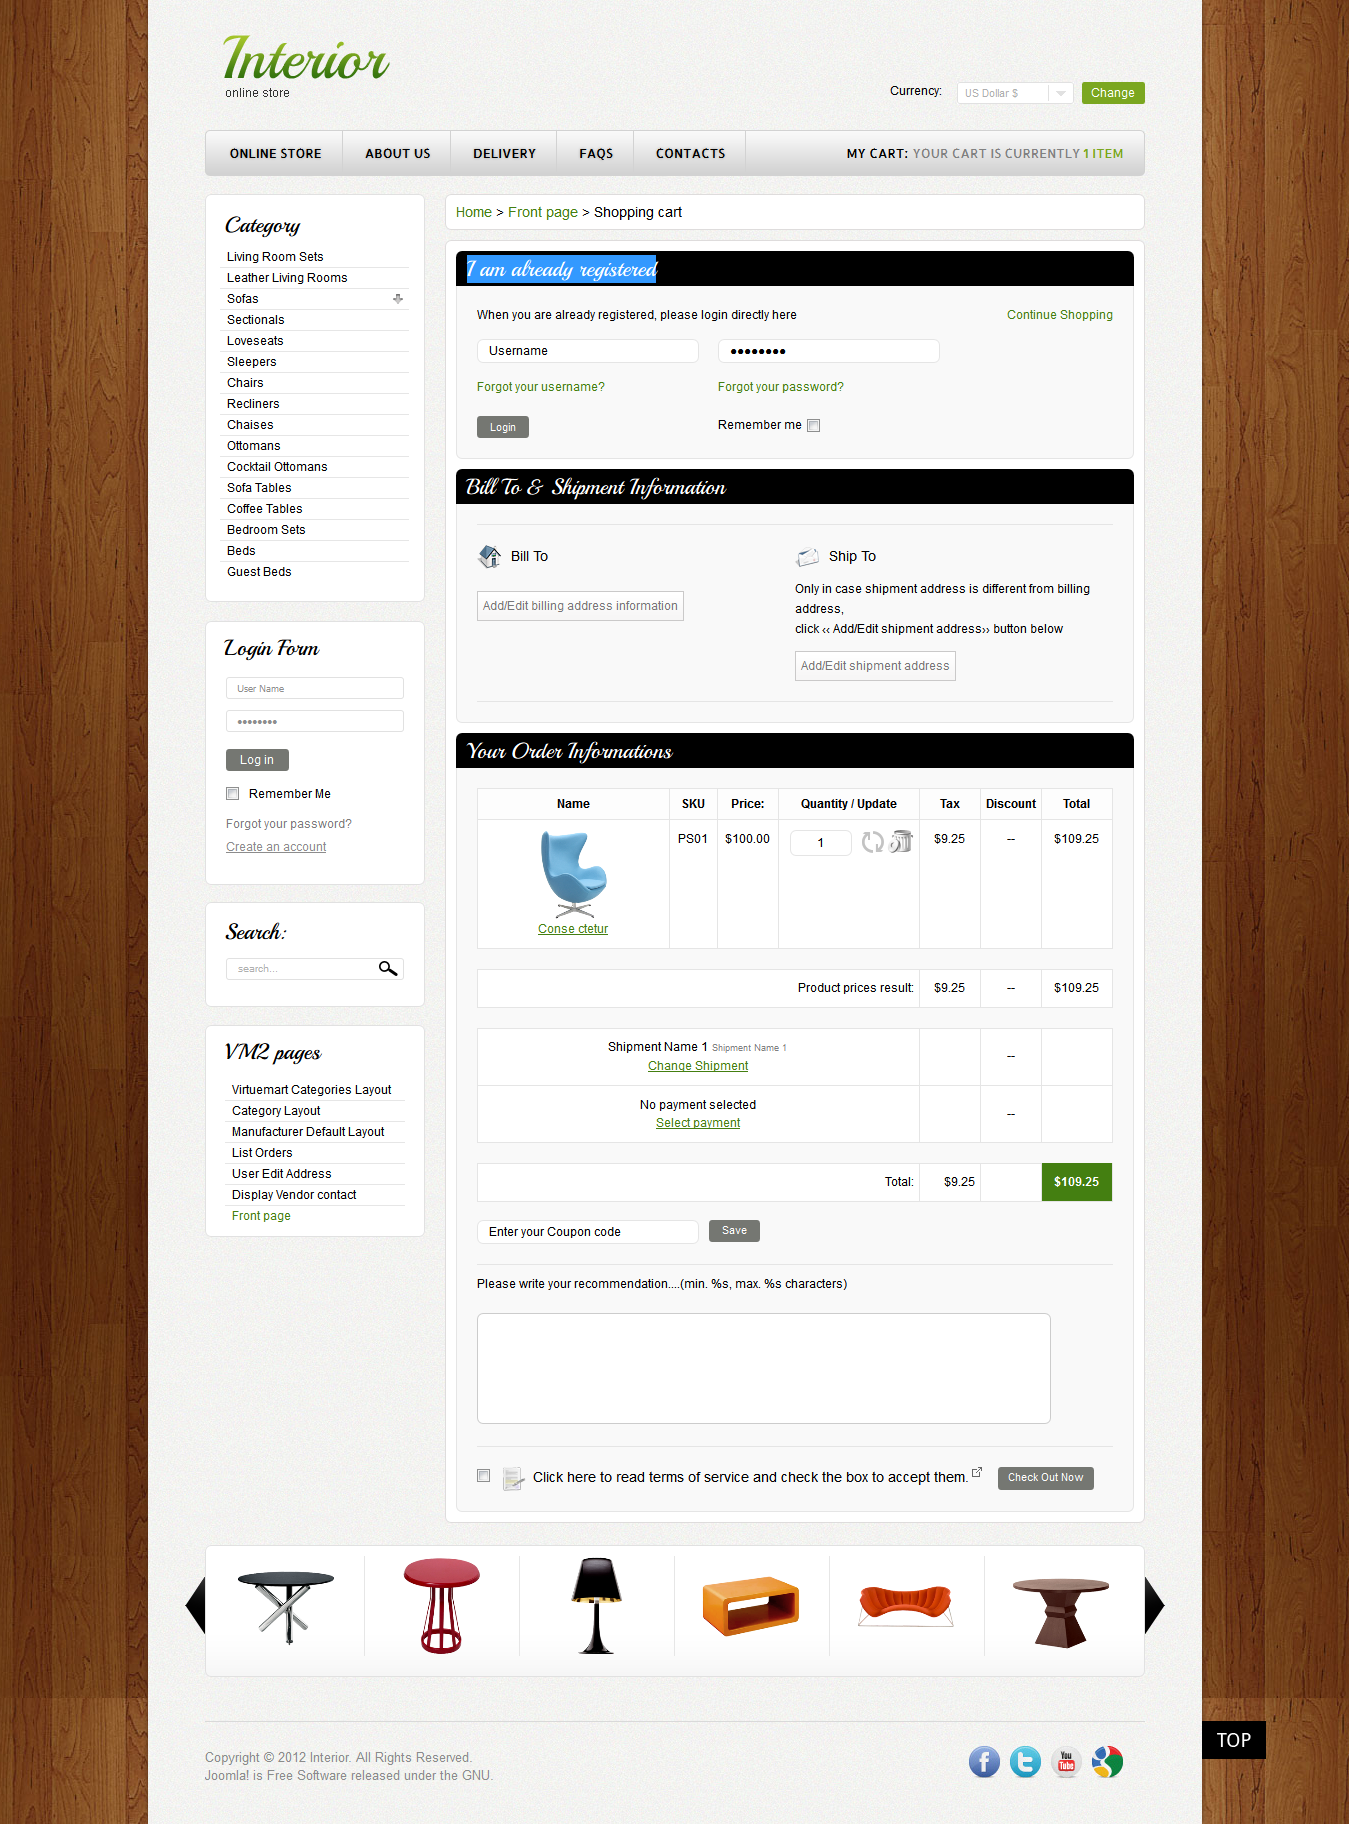 Interior
online store
Currency:
US Dollar $
Change
ONLINE STORE
ABOUT US
DELIVERY
FAQS
CONTACTS
MY CART: YOUR CART IS CURRENTLY 1 ITEM
Category
Living Room Sets
Leather Living Rooms
Sofas
Sectionals
Loveseats
Sleepers
Chairs
Recliners
Chaises
Ottomans
Cocktail Ottomans
Sofa Tables
Coffee Tables
Bedroom Sets
Beds
Guest Beds
Login Form
User Name
••••••••
Log in
Remember Me
Forgot your password?
Create an account
Search:
search...
VM2 pages
Virtuemart Categories Layout
Category Layout
Manufacturer Default Layout
List Orders
User Edit Address
Display Vendor contact
Front page
Home > Front page > Shopping cart
I am already registered
When you are already registered, please login directly here
Continue Shopping
Username
••••••••
Forgot your username?
Forgot your password?
Login
Remember me
Bill To & Shipment Information
Bill To
Add/Edit billing address information
Ship To
Only in case shipment address is different from billing
address,
click ‹‹ Add/Edit shipment address›› button below
Add/Edit shipment address
Your Order Informations
Name SKU Price: Quantity / Update Tax Discount Total
PS01 $100.00 1 $9.25 -- $109.25
Conse ctetur
Product prices result: $9.25 -- $109.25
Shipment Name 1 Shipment Name 1
Change Shipment
--
No payment selected
Select payment
--
Total: $9.25 $109.25
Enter your Coupon code
Save
Please write your recommendation....(min. %s, max. %s characters)
Click here to read terms of service and check the box to accept them.
Check Out Now
TOP
Copyright © 2012 Interior. All Rights Reserved.
Joomla! is Free Software released under the GNU.
f
t
You
Tube
g